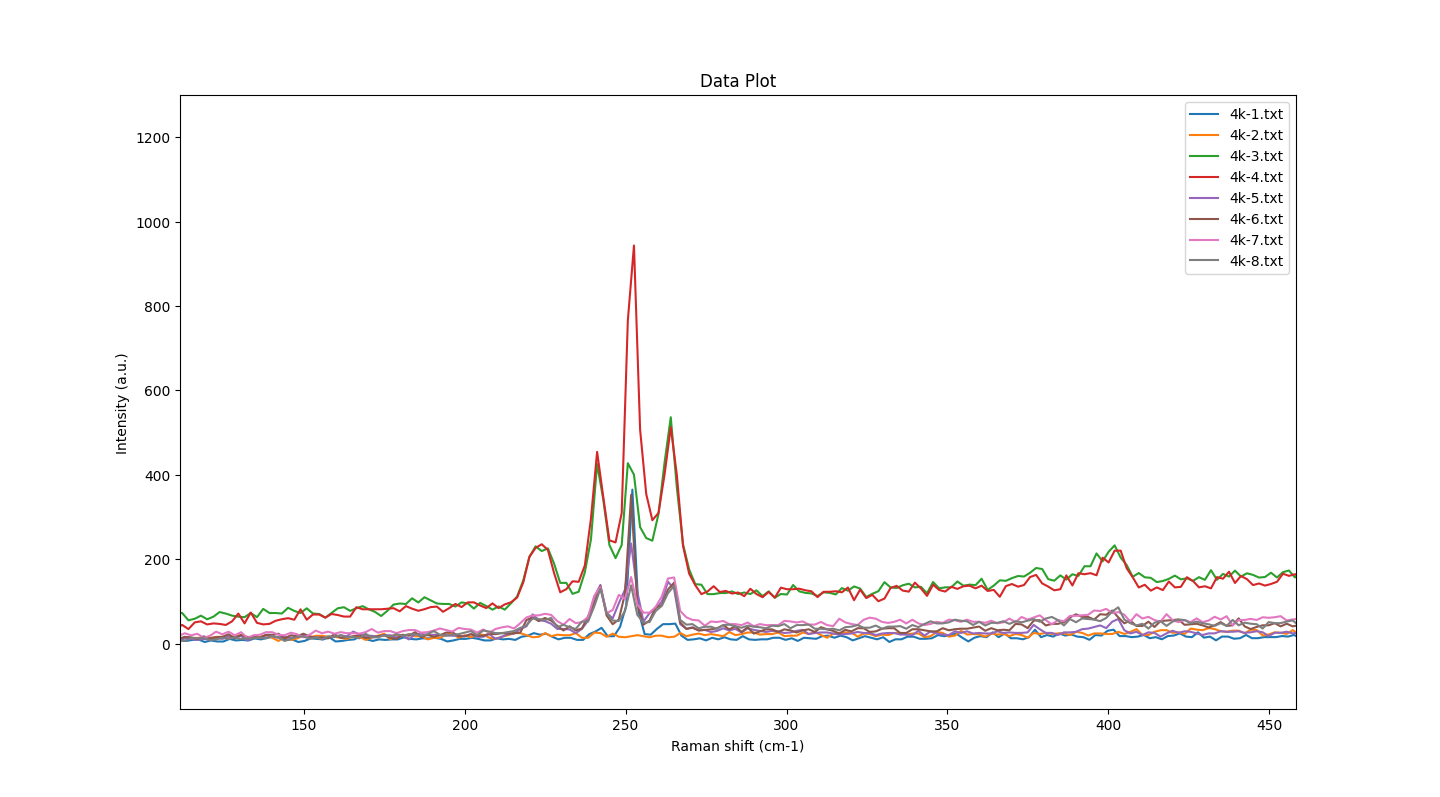 Data Plot
1200
1000
800
600
400
200
0
Intensity (a.u.)
150
200
250
300
350
400
450
Raman shift (cm-1)
4k-1.txt
4k-2.txt
4k-3.txt
4k-4.txt
4k-5.txt
4k-6.txt
4k-7.txt
4k-8.txt